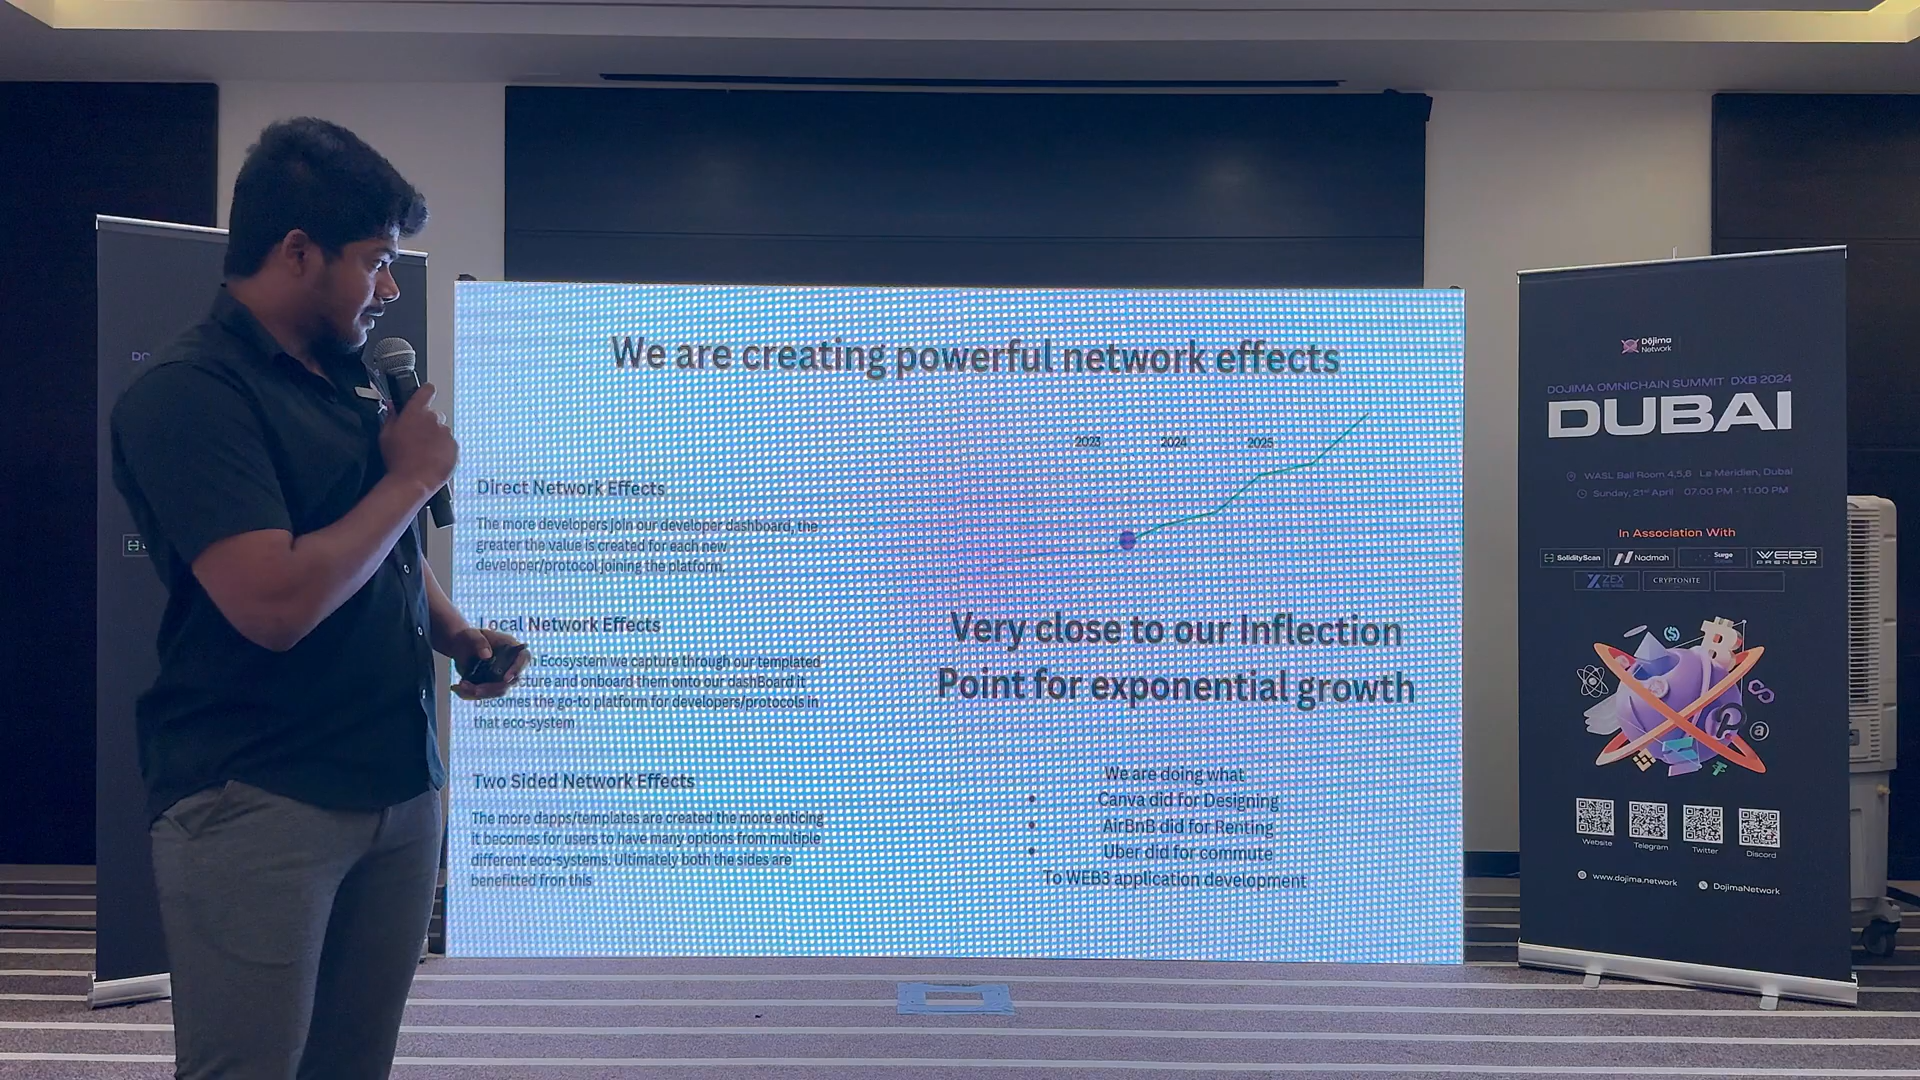 We are creating powerful network effects
2023 2024 2025
Direct Network Effects
The more developers join our developer dashboard, the
greater the value is created for each new
developer/protocol joining the platform.
Local Network Effects
Ecosystem we capture through our templated
and onboard them onto our dashBoard it
becomes the go-to platform for developers/protocols in
that eco-system
Two Sided Network Effects
The more dapps/templates are created the more enticing
it becomes for users to have many options from multiple
different eco-systems. Ultimately both the sides are
benefitted fron this
Very close to our Inflection
Point for exponential growth
We are doing what
• Canva did for Designing
• AirBnB did for Renting
• Uber did for commute
To WEB3 application development
Dōjima
Network
DOJIMA OMNICHAIN SUMMIT DXB 2024
DUBAI
WASL Ball Room 4,5,6 Le Meridien, Dubai
Sunday, 21st April 07.00 PM - 11.00 PM
In Association With
SolidityScan Nadmah Surge WEB3
PRENEUR
ZEX CRYPTONITE
Website Telegram Twitter Discord
www.dojima.network DojimaNetwork
DO